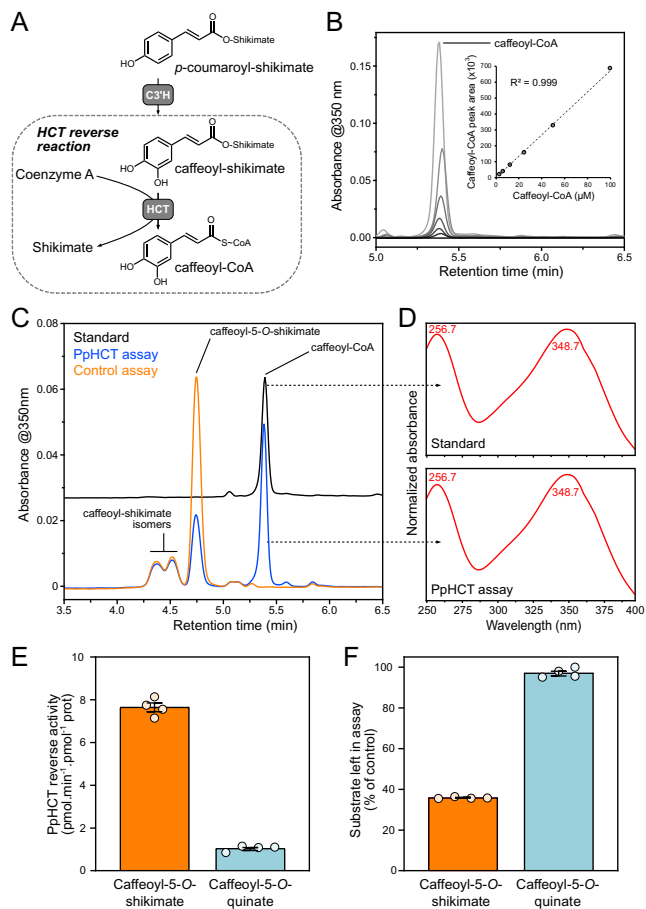 A
O
O-Shikimate
HO
p-coumaroyl-shikimate
C3'H
HCT reverse
reaction
O
O-Shikimate
HO
OH
caffeoyl-shikimate
Coenzyme A
HCT
Shikimate
O
S-CoA
HO
OH
caffeoyl-CoA
B
Absorbance @350 nm
0.15
0.10
0.05
0.00
5.0
5.5
6.0
6.5
Retention time (min)
caffeoyl-CoA
Caffeoyl-CoA peak area (x10³)
700
600
500
400
300
200
100
0
R² = 0.999
0
20
40
60
80
100
Caffeoyl-CoA (µM)
C
Absorbance @350nm
0.08
0.06
0.04
0.02
0.00
Standard
PpHCT assay
Control assay
caffeoyl-5-O-shikimate
caffeoyl-CoA
caffeoyl-shikimate
isomers
3.5
4.0
4.5
5.0
5.5
6.0
6.5
Retention time (min)
D
Normalized absorbance
256.7
348.7
Standard
256.7
348.7
PpHCT assay
250
275
300
325
350
375
400
Wavelength (nm)
E
PpHCT reverse activity
(pmol.min⁻¹.pmol⁻¹ prot)
10
8
6
4
2
0
Caffeoyl-5-O-
shikimate
Caffeoyl-5-O-
quinate
F
Substrate left in assay
(% of control)
100
80
60
40
20
0
Caffeoyl-5-O-
shikimate
Caffeoyl-5-O-
quinate